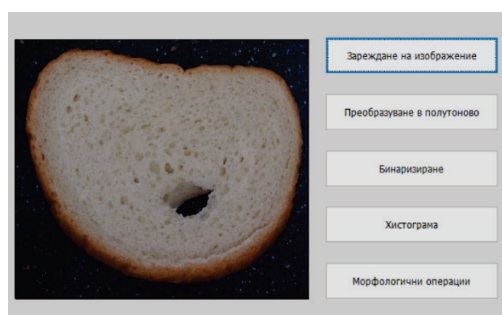 Зареждане на изображение
Преобразуване в полутоново
Бинаризиране
Хистограма
Морфологични операции